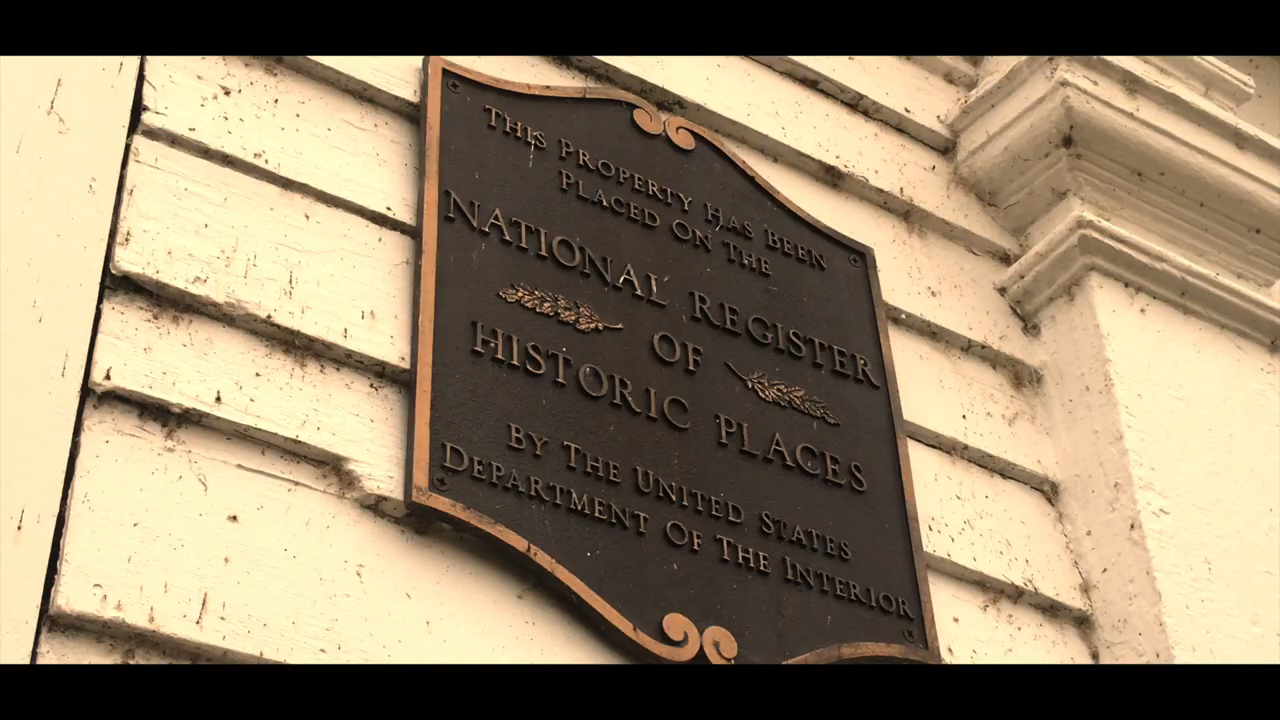 THIS PROPERTY HAS BEEN
PLACED ON THE
NATIONAL REGISTER
OF
HISTORIC PLACES
BY THE UNITED STATES
DEPARTMENT OF THE INTERIOR